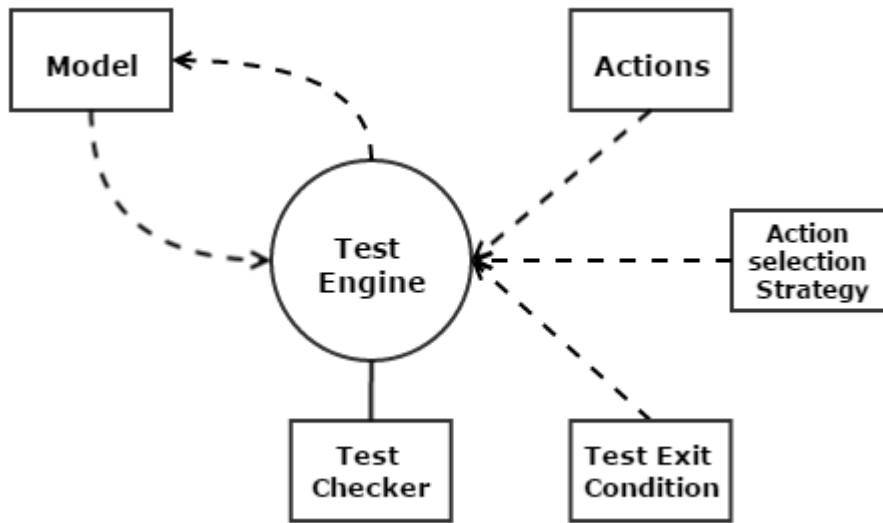 Model
Actions
Test
Engine
Action
selection
Strategy
Test
Checker
Test Exit
Condition